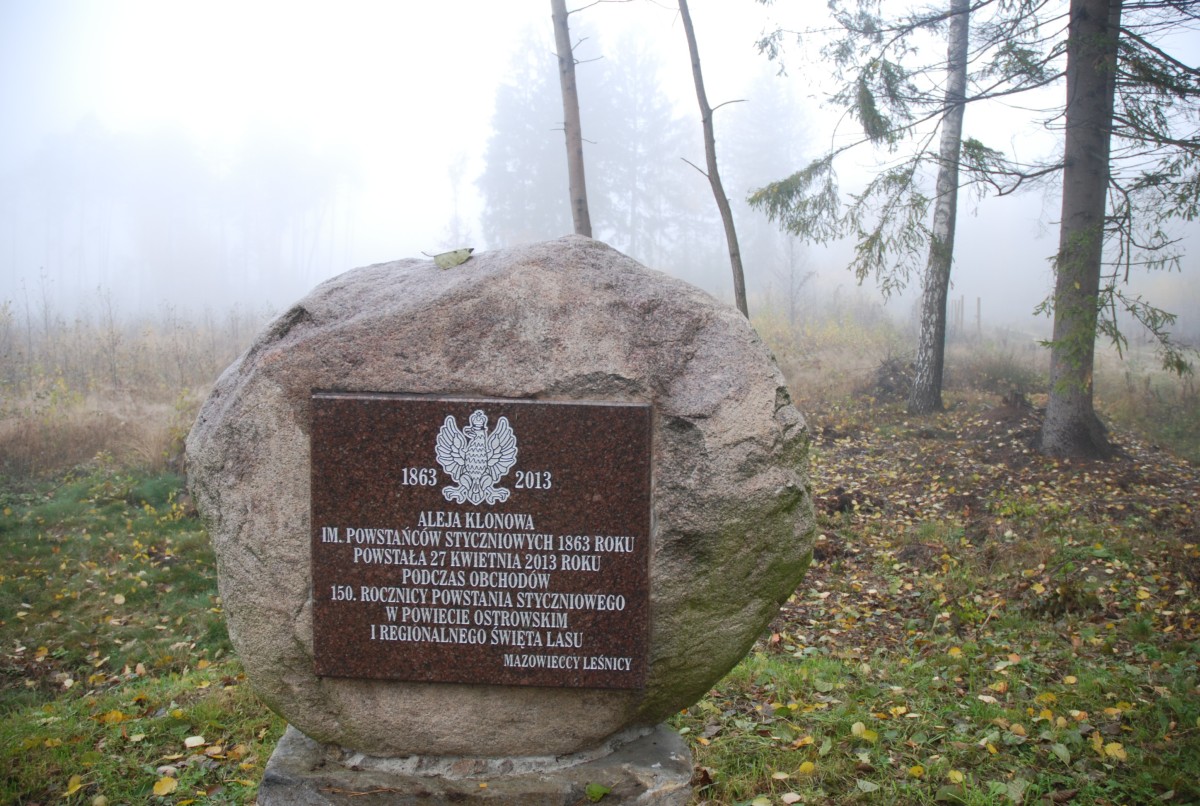 1863 2013
ALEJA KLONOWA
IM. POWSTAŃCÓW STYCZNIOWYCH 1863 ROKU
POWSTAŁA 27 KWIETNIA 2013 ROKU
PODCZAS OBCHODÓW
150. ROCZNICY POWSTANIA STYCZNIOWEGO
W POWIECIE OSTROWSKIM
I REGIONALNEGO ŚWIĘTA LASU
MAZOWIECCY LEŚNICY